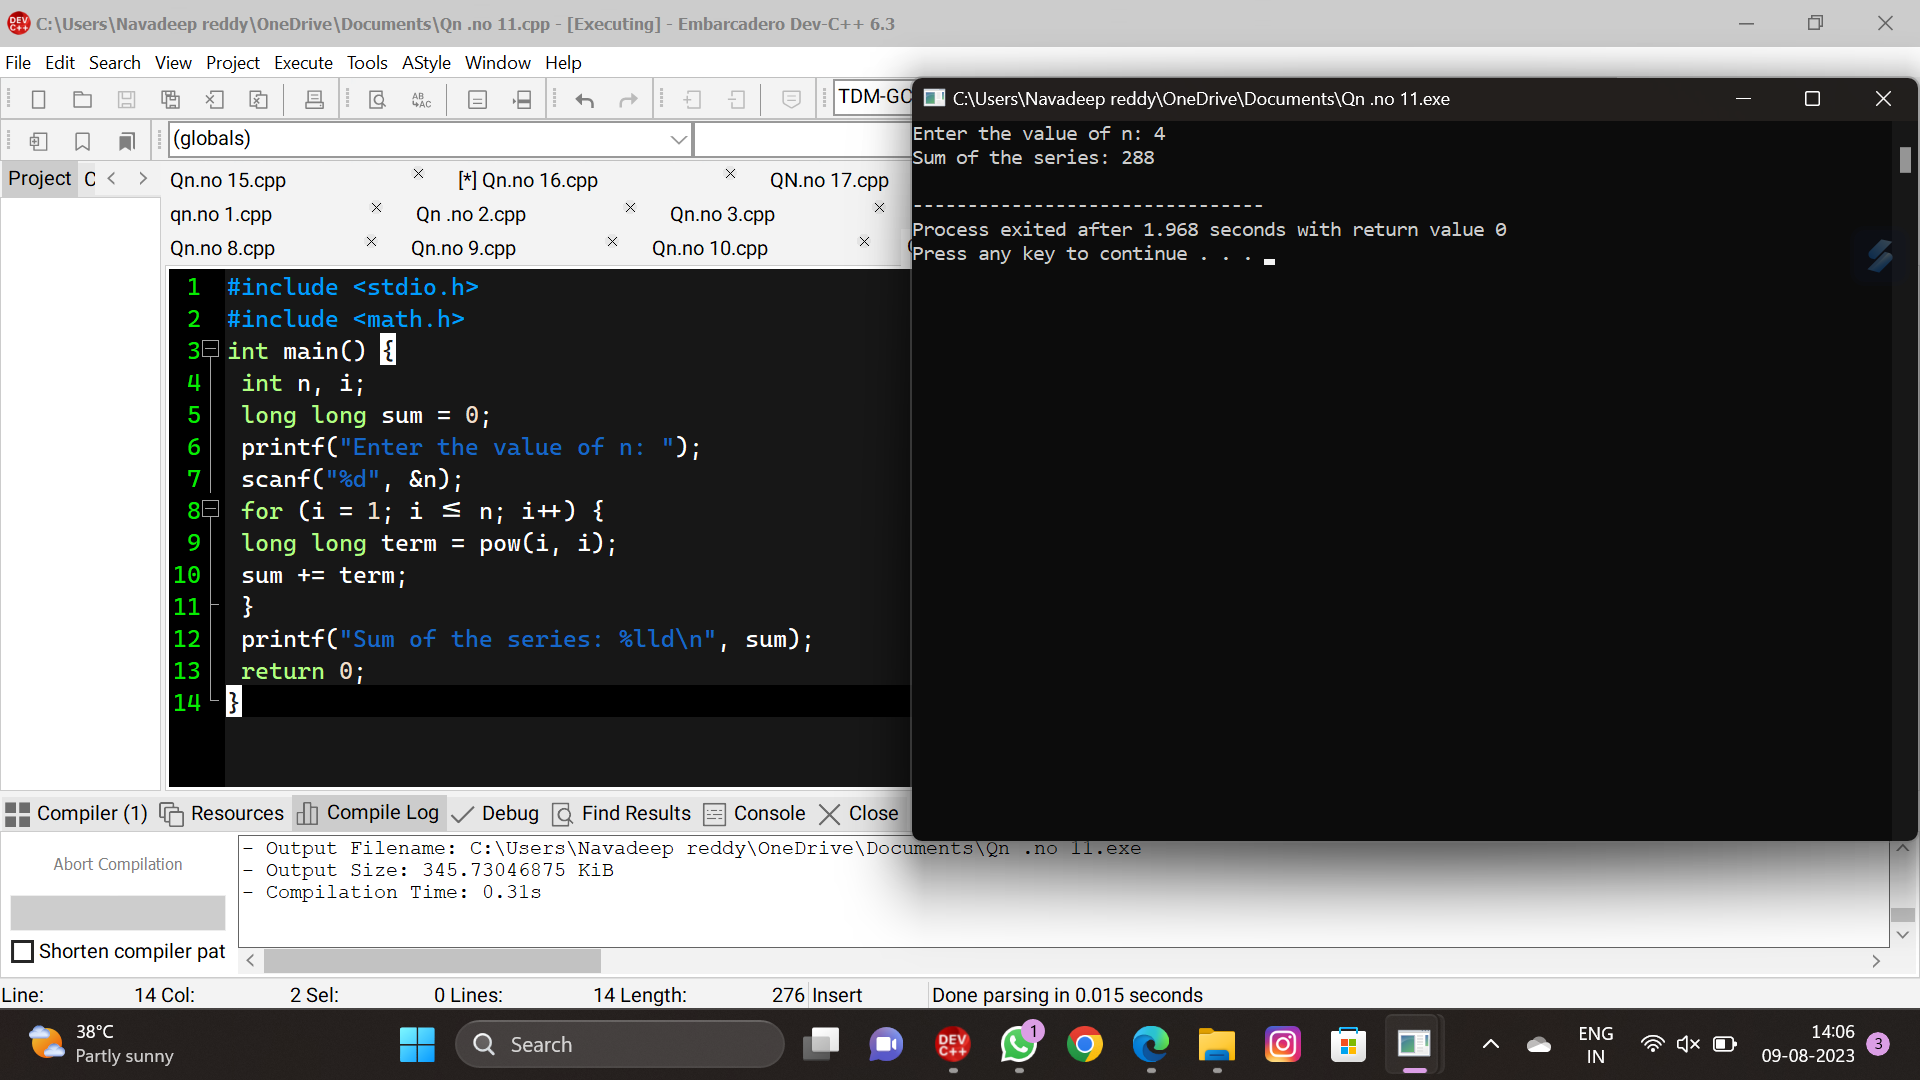 C:\Users\Navadeep reddy\OneDrive\Documents\Qn .no 11.cpp - [Executing] - Embarcadero Dev-C++ 6.3
File Edit Search View Project Execute Tools AStyle Window Help
TDM-GC
(globals)
Project C
Qn.no 15.cpp [*] Qn.no 16.cpp QN.no 17.cpp
qn.no 1.cpp Qn .no 2.cpp Qn.no 3.cpp
Qn.no 8.cpp Qn.no 9.cpp Qn.no 10.cpp
1 #include <stdio.h>
2 #include <math.h>
3 int main() {
4 int n, i;
5 long long sum = 0;
6 printf("Enter the value of n: ");
7 scanf("%d", &n);
8 for (i = 1; i ≤ n; i++) {
9 long long term = pow(i, i);
10 sum += term;
11 }
12 printf("Sum of the series: %lld\n", sum);
13 return 0;
14 }
C:\Users\Navadeep reddy\OneDrive\Documents\Qn .no 11.exe
Enter the value of n: 4
Sum of the series: 288
--------------------------------
Process exited after 1.968 seconds with return value 0
Press any key to continue . . .
Compiler (1) Resources Compile Log Debug Find Results Console Close
Abort Compilation
Shorten compiler pat
- Output Filename: C:\Users\Navadeep reddy\OneDrive\Documents\Qn .no 11.exe
- Output Size: 345.73046875 KiB
- Compilation Time: 0.31s
Line: 14 Col: 2 Sel: 0 Lines: 14 Length: 276 Insert Done parsing in 0.015 seconds
38°C
Partly sunny
Search
DEV C++
1
ENG
IN
14:06
09-08-2023
3